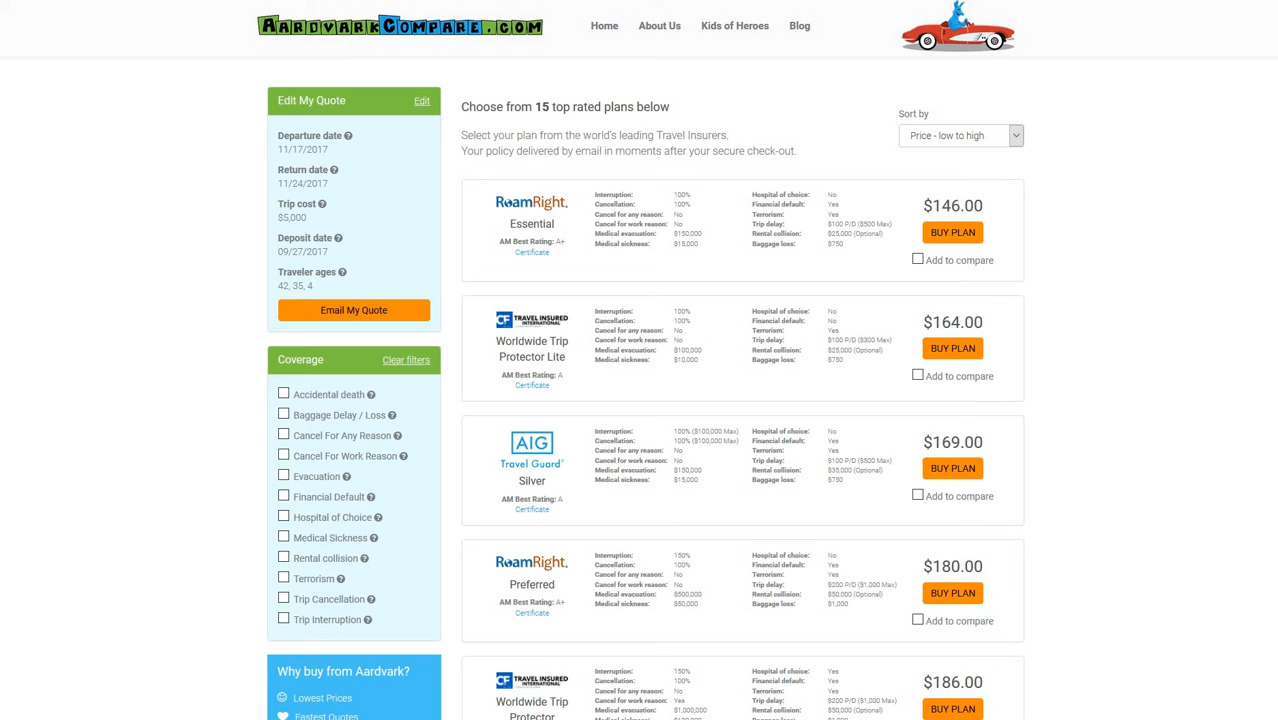 AARDVARKCOMPARE.COM
Home
About Us
Kids of Heroes
Blog
Edit My Quote
Edit
Departure date
11/17/2017
Return date
11/24/2017
Trip cost
$5,000
Deposit date
09/27/2017
Traveler ages
42, 35, 4
Email My Quote
Coverage
Clear filters
Accidental death
Baggage Delay / Loss
Cancel For Any Reason
Cancel For Work Reason
Evacuation
Financial Default
Hospital of Choice
Medical Sickness
Rental collision
Terrorism
Trip Cancellation
Trip Interruption
Why buy from Aardvark?
Lowest Prices
Fastest Quotes
Choose from 15 top rated plans below
Select your plan from the world's leading Travel Insurers.
Your policy delivered by email in moments after your secure check-out.
Sort by
Price - low to high
RoamRight.
Essential
AM Best Rating: A+
Certificate
Interruption: 100%
Cancellation: 100%
Cancel for any reason: No
Cancel for work reason: No
Medical evacuation: $150,000
Medical sickness: $15,000
Hospital of choice: No
Financial default: Yes
Terrorism: Yes
Trip delay: $100 P/D ($500 Max)
Rental collision: $25,000 (Optional)
Baggage loss: $750
$146.00
BUY PLAN
Add to compare
CF TRAVEL INSURED
INTERNATIONAL
Worldwide Trip
Protector Lite
AM Best Rating: A
Certificate
Interruption: 100%
Cancellation: 100%
Cancel for any reason: No
Cancel for work reason: No
Medical evacuation: $100,000
Medical sickness: $10,000
Hospital of choice: No
Financial default: No
Terrorism: Yes
Trip delay: $100 P/D ($300 Max)
Rental collision: $25,000 (Optional)
Baggage loss: $750
$164.00
BUY PLAN
Add to compare
AIG
Travel Guard
Silver
AM Best Rating: A
Certificate
Interruption: 100% ($100,000 Max)
Cancellation: 100% ($100,000 Max)
Cancel for any reason: No
Cancel for work reason: No
Medical evacuation: $150,000
Medical sickness: $15,000
Hospital of choice: No
Financial default: Yes
Terrorism: Yes
Trip delay: $100 P/D ($500 Max)
Rental collision: $35,000 (Optional)
Baggage loss: $750
$169.00
BUY PLAN
Add to compare
RoamRight.
Preferred
AM Best Rating: A+
Certificate
Interruption: 150%
Cancellation: 100%
Cancel for any reason: No
Cancel for work reason: No
Medical evacuation: $500,000
Medical sickness: $50,000
Hospital of choice: No
Financial default: Yes
Terrorism: Yes
Trip delay: $200 P/D ($1,000 Max)
Rental collision: $50,000 (Optional)
Baggage loss: $1,000
$180.00
BUY PLAN
Add to compare
CF TRAVEL INSURED
INTERNATIONAL
Worldwide Trip
Protector
Interruption: 150%
Cancellation: 100%
Cancel for any reason: No
Cancel for work reason: Yes
Medical evacuation: $1,000,000
Hospital of choice: Yes
Financial default: Yes
Terrorism: Yes
Trip delay: $200 P/D ($1,000 Max)
Rental collision: $50,000 (Optional)
$186.00
BUY PLAN